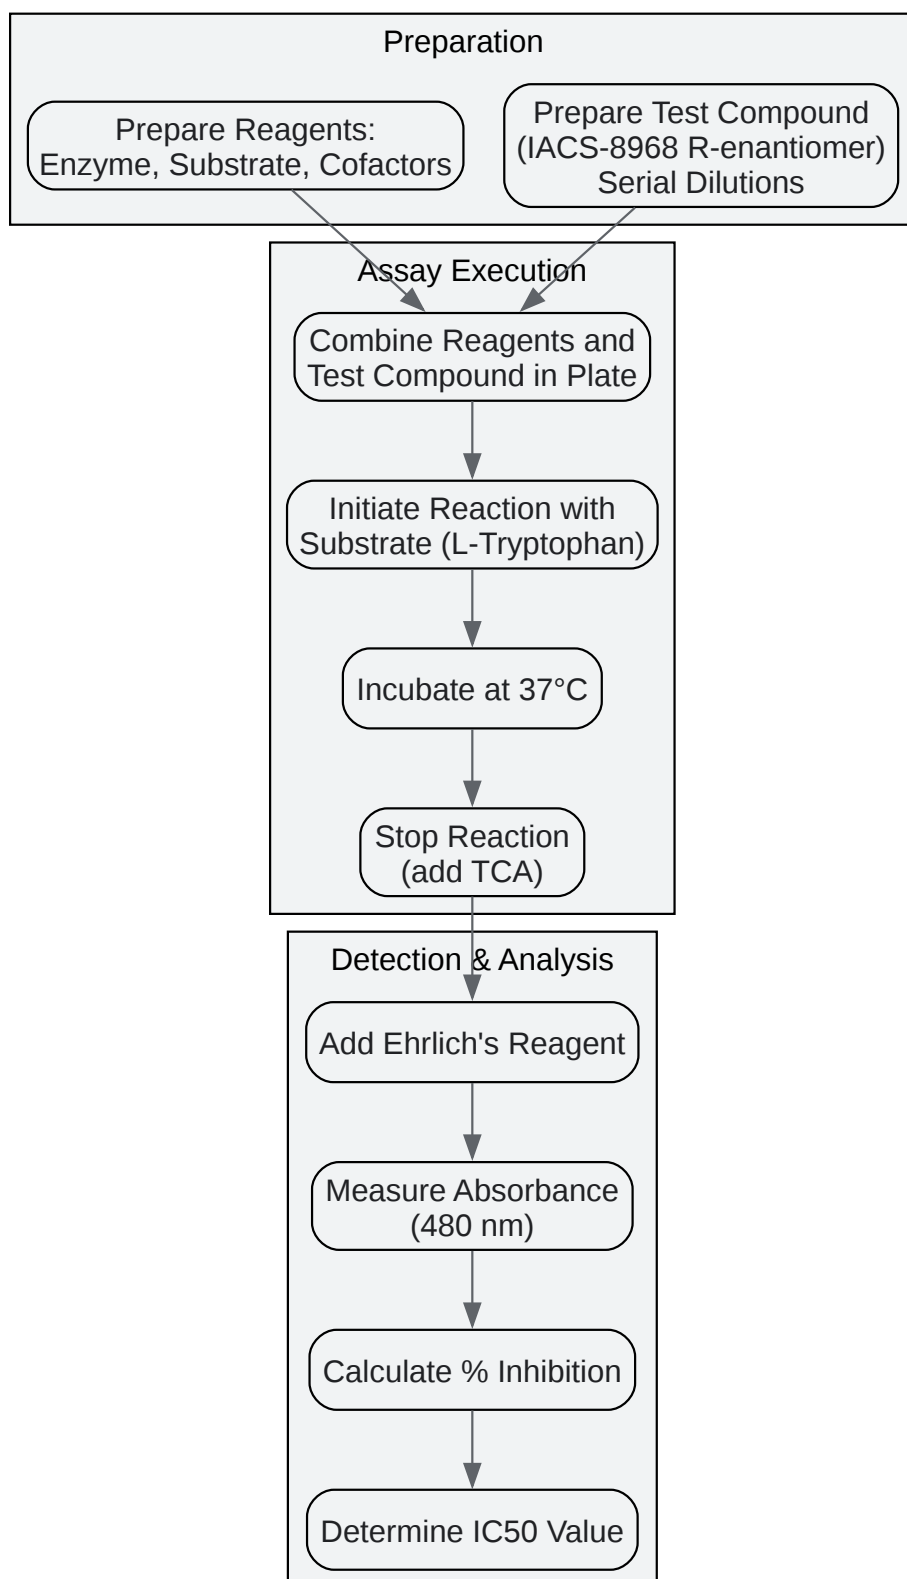 Preparation
Prepare Reagents:
Enzyme, Substrate, Cofactors
Prepare Test Compound
(IACS-8968 R-enantiomer)
Serial Dilutions
Assay Execution
Combine Reagents and
Test Compound in Plate
Initiate Reaction with
Substrate (L-Tryptophan)
Incubate at 37°C
Stop Reaction
(add TCA)
Detection & Analysis
Add Ehrlich's Reagent
Measure Absorbance
(480 nm)
Calculate % Inhibition
Determine IC50 Value